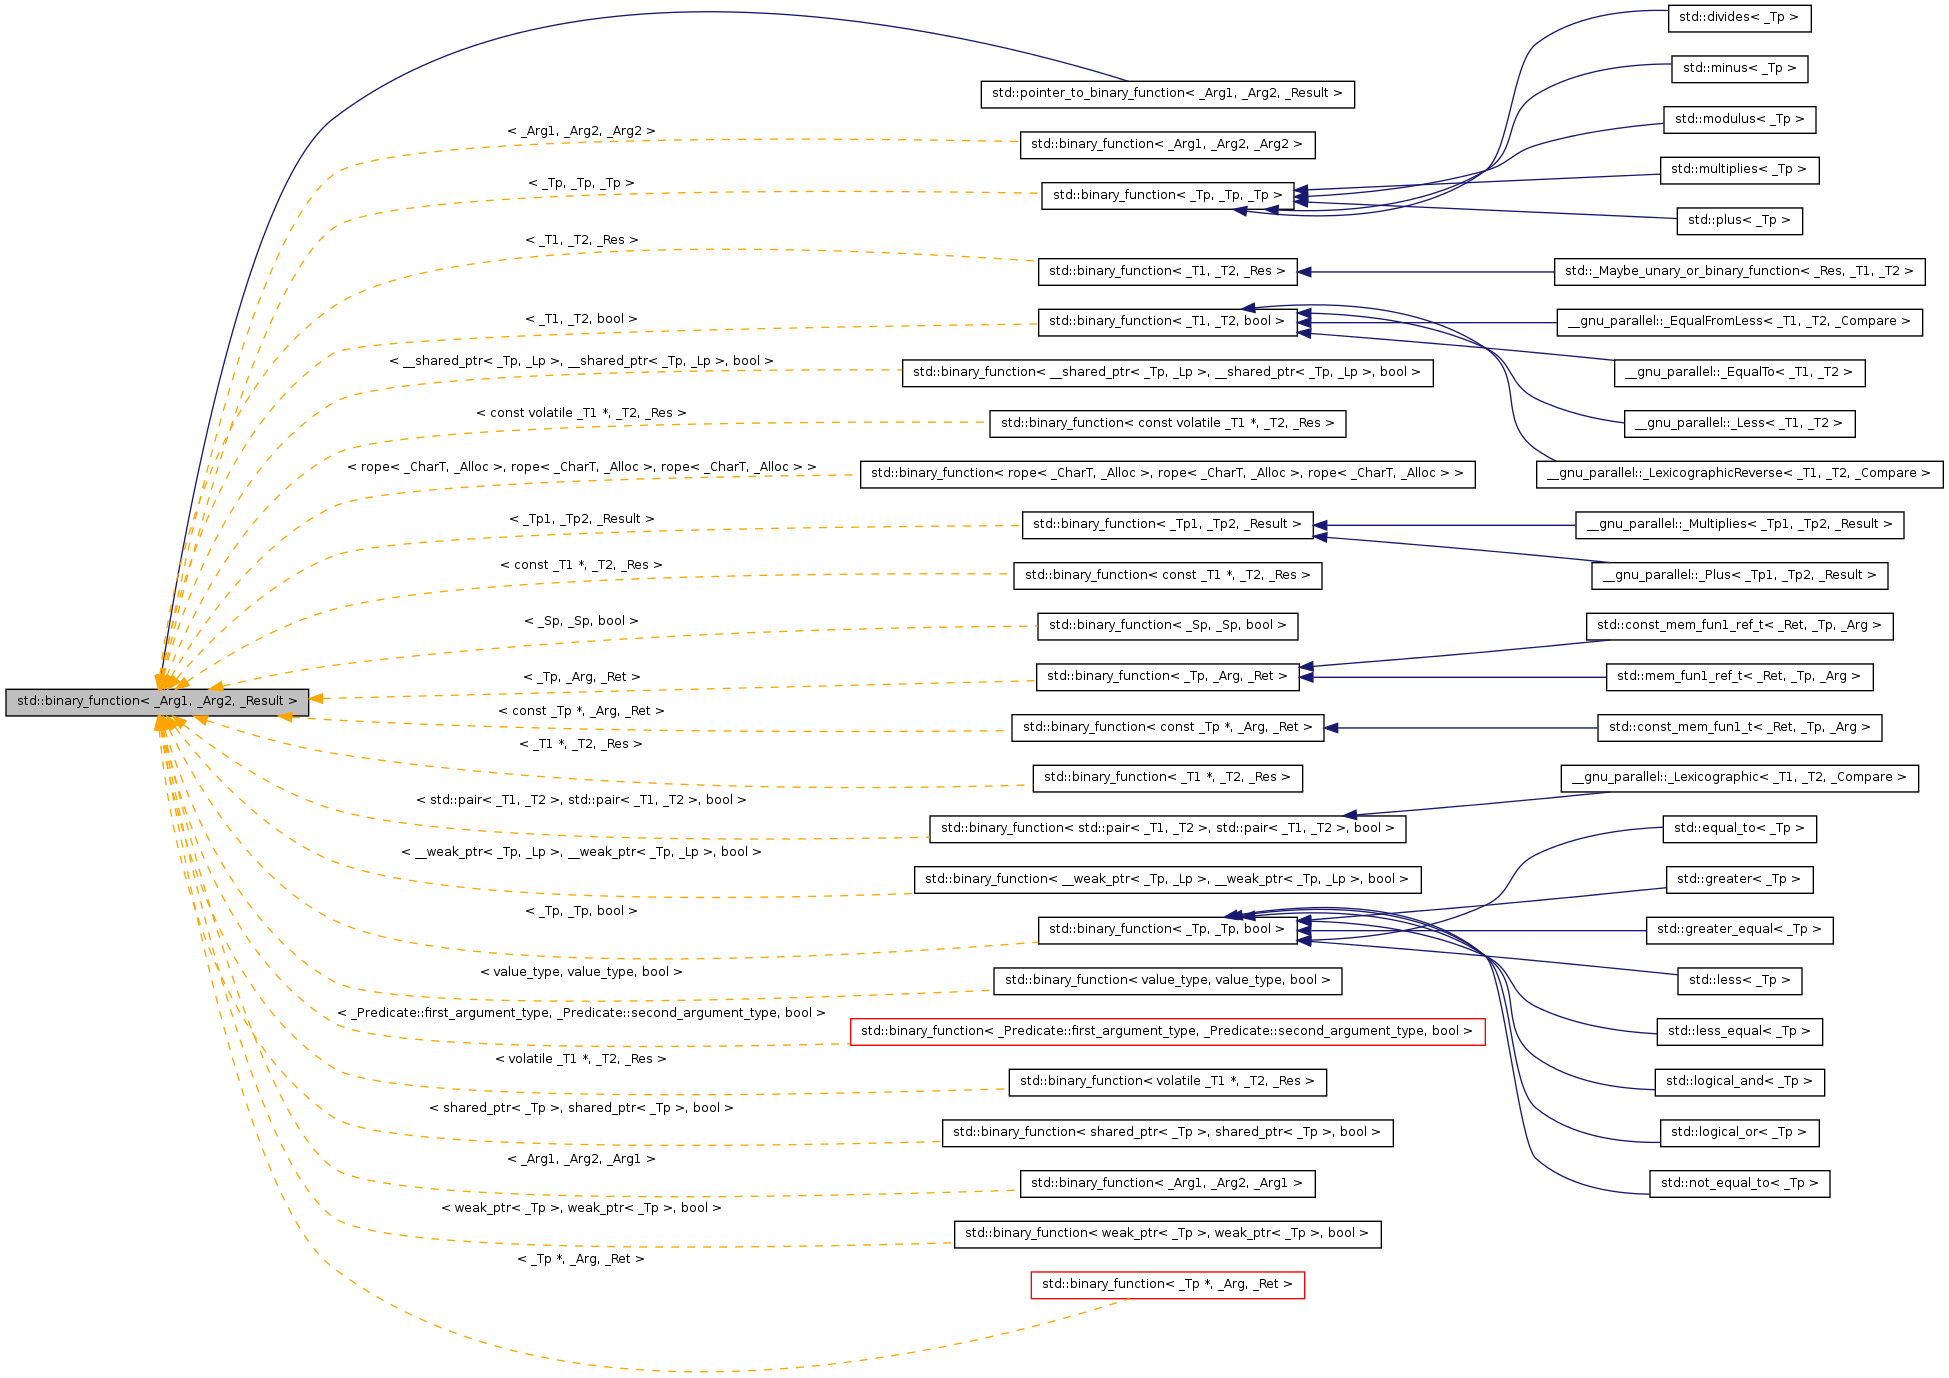 std::divides< _Tp >
std::minus< _Tp >
std::pointer_to_binary_function< _Arg1, _Arg2, _Result >
std::modulus< _Tp >
< _Arg1, _Arg2, _Arg2 >
std::binary_function< _Arg1, _Arg2, _Arg2 >
std::multiplies< _Tp >
< _Tp, _Tp, _Tp >
std::binary_function< _Tp, _Tp, _Tp >
std::plus< _Tp >
< _T1, _T2, _Res >
std::binary_function< _T1, _T2, _Res >
std::_Maybe_unary_or_binary_function< _Res, _T1, _T2 >
< _T1, _T2, bool >
std::binary_function< _T1, _T2, bool >
__gnu_parallel::_EqualFromLess< _T1, _T2, _Compare >
< __shared_ptr< _Tp, _Lp >, __shared_ptr< _Tp, _Lp >, bool >
std::binary_function< __shared_ptr< _Tp, _Lp >, __shared_ptr< _Tp, _Lp >, bool >
__gnu_parallel::_EqualTo< _T1, _T2 >
< const volatile _T1 *, _T2, _Res >
std::binary_function< const volatile _T1 *, _T2, _Res >
__gnu_parallel::_Less< _T1, _T2 >
< rope< _CharT, _Alloc >, rope< _CharT, _Alloc >, rope< _CharT, _Alloc > >
std::binary_function< rope< _CharT, _Alloc >, rope< _CharT, _Alloc >, rope< _CharT, _Alloc > >
__gnu_parallel::_LexicographicReverse< _T1, _T2, _Compare >
< _Tp1, _Tp2, _Result >
std::binary_function< _Tp1, _Tp2, _Result >
__gnu_parallel::_Multiplies< _Tp1, _Tp2, _Result >
< const _T1 *, _T2, _Res >
std::binary_function< const _T1 *, _T2, _Res >
__gnu_parallel::_Plus< _Tp1, _Tp2, _Result >
< _Sp, _Sp, bool >
std::binary_function< _Sp, _Sp, bool >
std::const_mem_fun1_ref_t< _Ret, _Tp, _Arg >
< _Tp, _Arg, _Ret >
std::binary_function< _Tp, _Arg, _Ret >
std::mem_fun1_ref_t< _Ret, _Tp, _Arg >
std::binary_function< _Arg1, _Arg2, _Result >
< const _Tp *, _Arg, _Ret >
std::binary_function< const _Tp *, _Arg, _Ret >
std::const_mem_fun1_t< _Ret, _Tp, _Arg >
< _T1 *, _T2, _Res >
std::binary_function< _T1 *, _T2, _Res >
__gnu_parallel::_Lexicographic< _T1, _T2, _Compare >
< std::pair< _T1, _T2 >, std::pair< _T1, _T2 >, bool >
std::binary_function< std::pair< _T1, _T2 >, std::pair< _T1, _T2 >, bool >
std::equal_to< _Tp >
< __weak_ptr< _Tp, _Lp >, __weak_ptr< _Tp, _Lp >, bool >
std::binary_function< __weak_ptr< _Tp, _Lp >, __weak_ptr< _Tp, _Lp >, bool >
std::greater< _Tp >
< _Tp, _Tp, bool >
std::binary_function< _Tp, _Tp, bool >
std::greater_equal< _Tp >
< value_type, value_type, bool >
std::binary_function< value_type, value_type, bool >
std::less< _Tp >
< _Predicate::first_argument_type, _Predicate::second_argument_type, bool >
std::binary_function< _Predicate::first_argument_type, _Predicate::second_argument_type, bool >
std::less_equal< _Tp >
< volatile _T1 *, _T2, _Res >
std::binary_function< volatile _T1 *, _T2, _Res >
std::logical_and< _Tp >
< shared_ptr< _Tp >, shared_ptr< _Tp >, bool >
std::binary_function< shared_ptr< _Tp >, shared_ptr< _Tp >, bool >
std::logical_or< _Tp >
< _Arg1, _Arg2, _Arg1 >
std::binary_function< _Arg1, _Arg2, _Arg1 >
std::not_equal_to< _Tp >
< weak_ptr< _Tp >, weak_ptr< _Tp >, bool >
std::binary_function< weak_ptr< _Tp >, weak_ptr< _Tp >, bool >
< _Tp *, _Arg, _Ret >
std::binary_function< _Tp *, _Arg, _Ret >